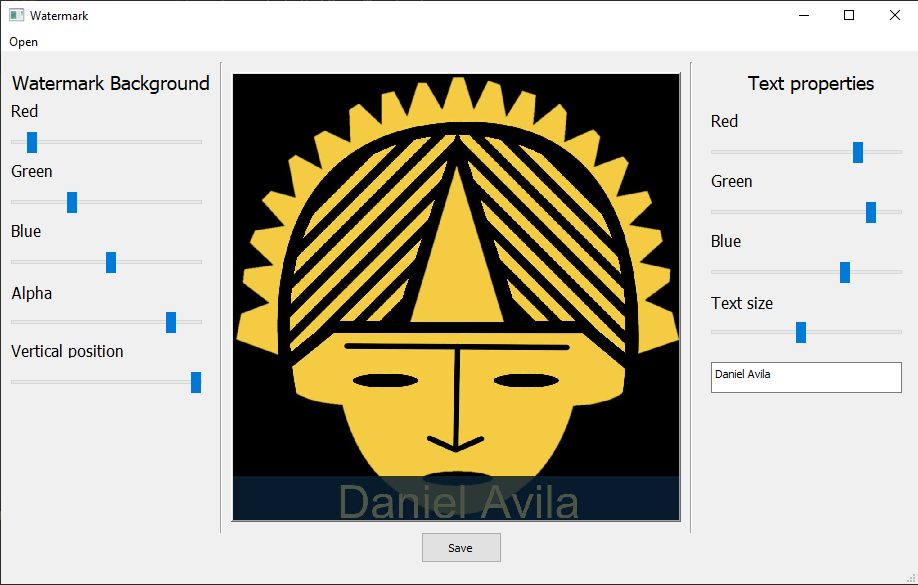 Watermark
Open
Watermark Background
Red
Green
Blue
Alpha
Vertical position
Daniel Avila
Save
Text properties
Red
Green
Blue
Text size
Daniel Avila